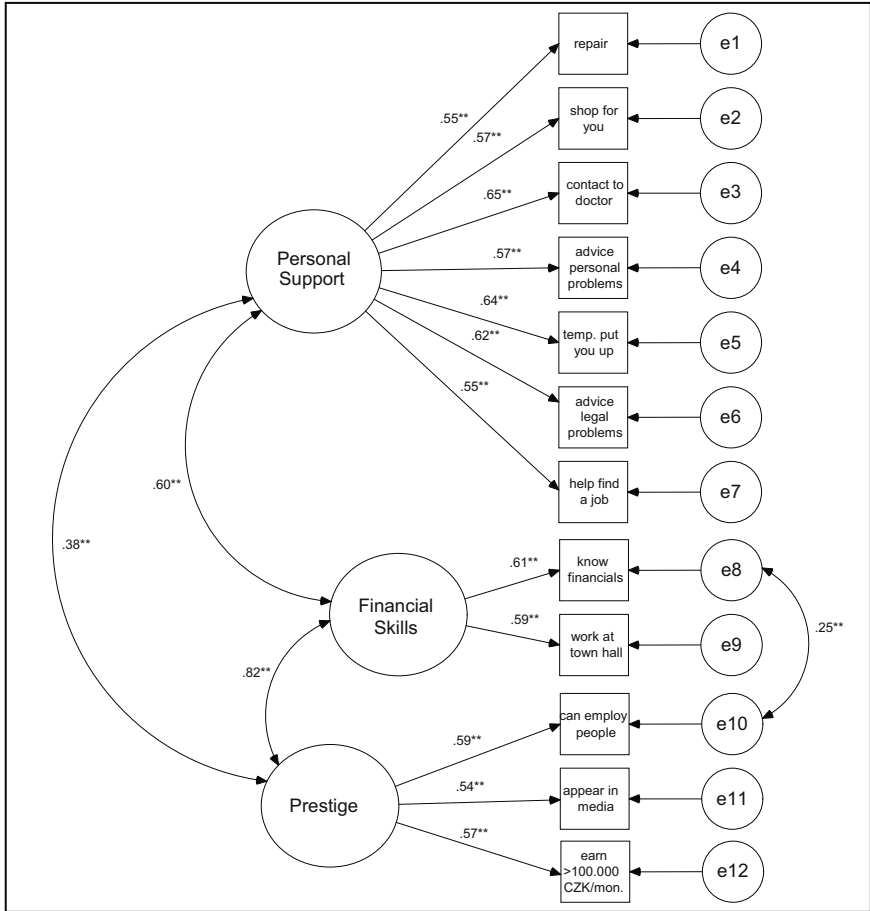 repair
e1
.55**
shop for
you
e2
.57**
contact to
doctor
e3
.65**
Personal
Support
advice
personal
problems
e4
.57**
temp. put
you up
e5
.64**
advice
legal
problems
e6
.62**
help find
a job
e7
.55**
.60**
.38**
Financial
Skills
know
financials
e8
.61**
work at
town hall
e9
.59**
.25**
.82**
Prestige
can employ
people
e10
.59**
appear in
media
e11
.54**
earn
>100.000
CZK/mon.
e12
.57**